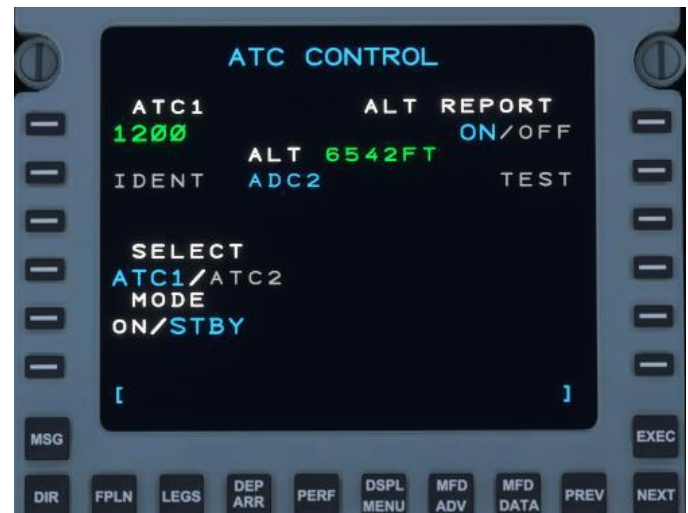 ATC CONTROL
ATC1 ALT REPORT
1200 ON/OFF
ALT 6542FT
IDENT ADC2 TEST
SELECT
ATC1/ATC2
MODE
ON/STBY
[ ]
MSG EXEC
DIR FPLN LEGS DEP ARR PERF DSPL MENU MFD ADV MFD DATA PREV NEXT